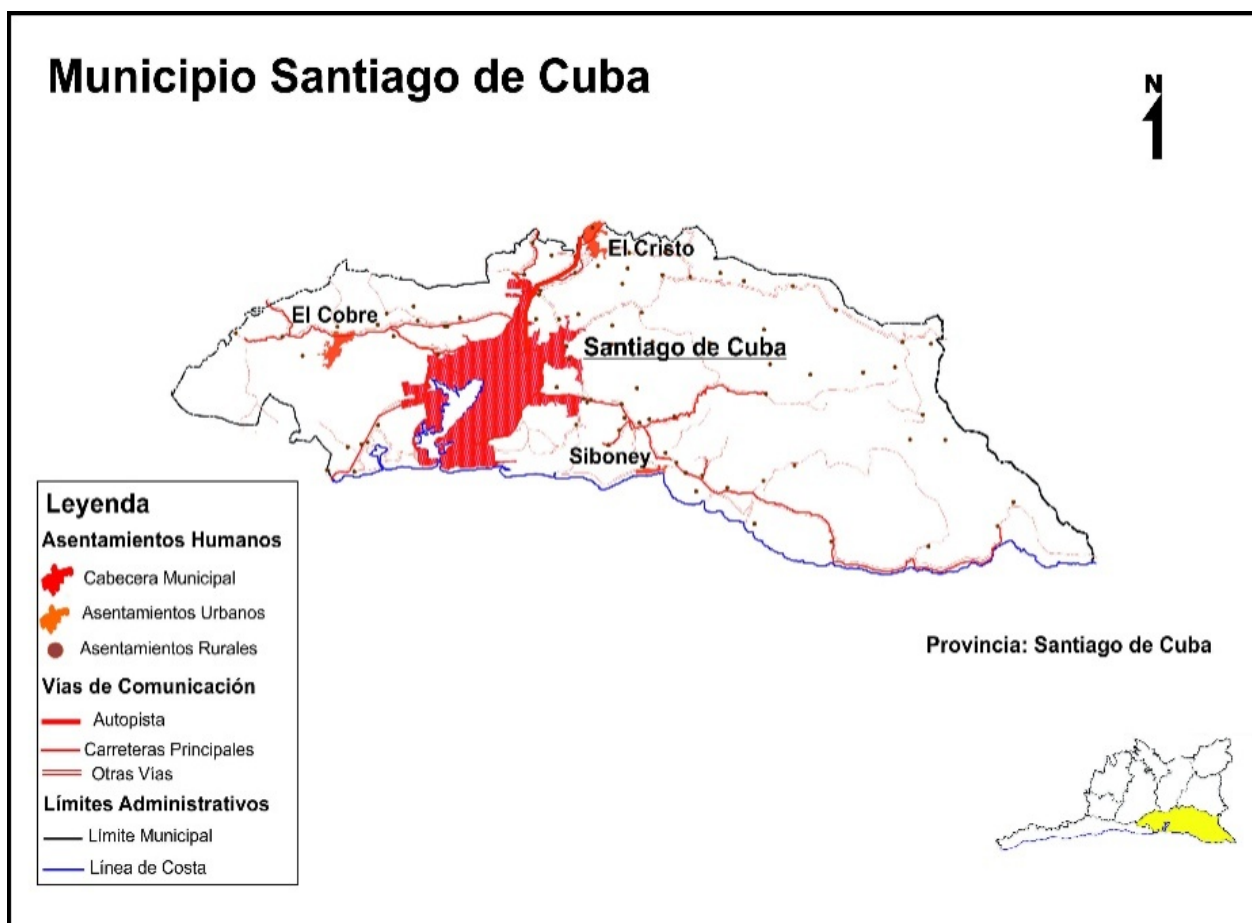 Municipio Santiago de Cuba
N
El Cristo
El Cobre
Santiago de Cuba
Siboney
Leyenda
Asentamientos Humanos
Cabecera Municipal
Asentamientos Urbanos
Asentamientos Rurales
Vías de Comunicación
Autopista
Carreteras Principales
Otras Vías
Límites Administrativos
Límite Municipal
Línea de Costa
Provincia: Santiago de Cuba